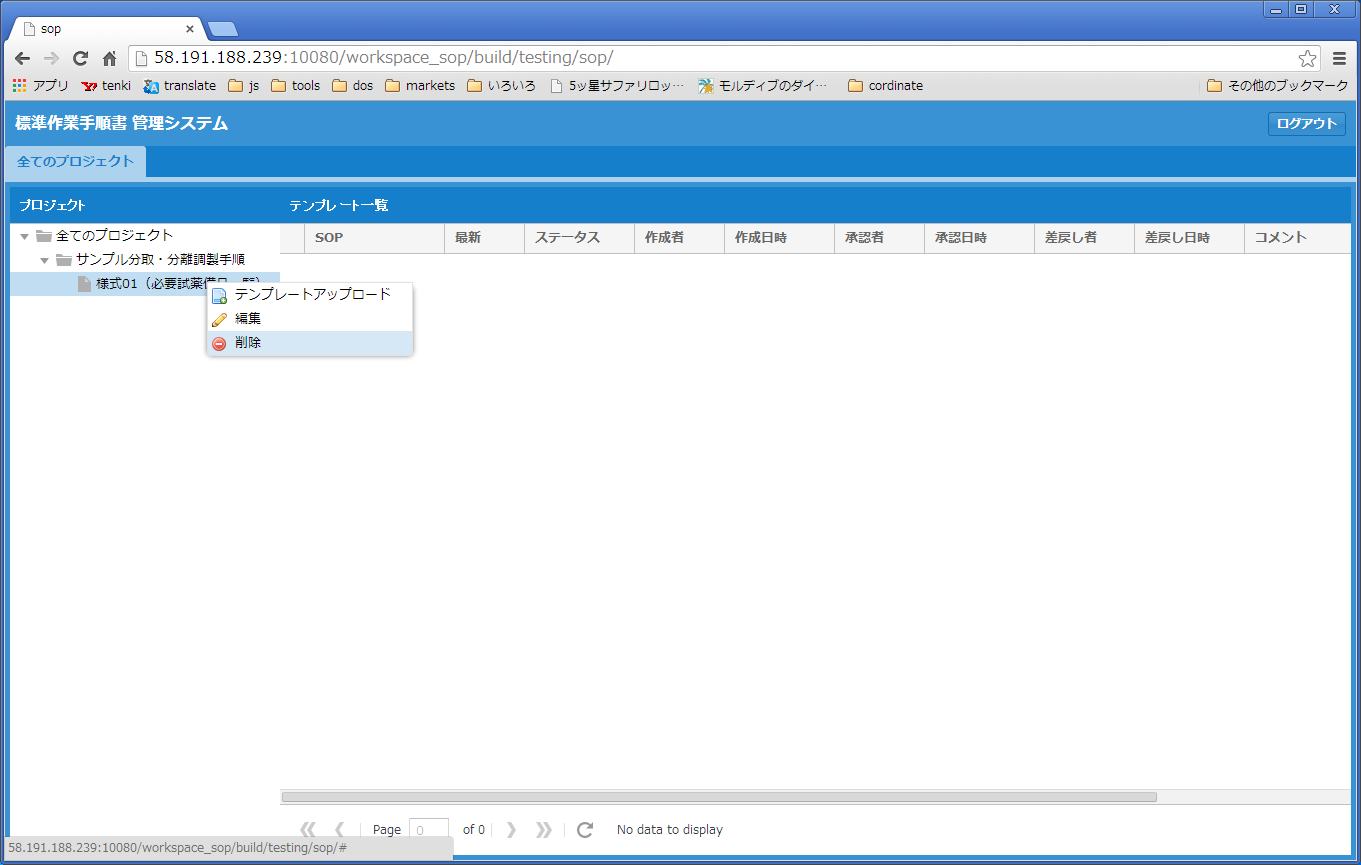 sop
58.191.188.239:10080/workspace_sop/build/testing/sop/
アプリ tenki translate js tools dos markets いろいろ 5ッ星サファリロッ… モルディブのダイ… cordinate その他のブックマーク
標準作業手順書 管理システム ログアウト
全てのプロジェクト
プロジェクト テンプレート一覧
全てのプロジェクト SOP 最新 ステータス 作成者 作成日時 承認者 承認日時 差戻し者 差戻し日時 コメント
サンプル分取・分離調製手順
様式01（必要試薬
テンプレートアップロード
編集
削除
Page 0 of 0 No data to display
58.191.188.239:10080/workspace_sop/build/testing/sop/#